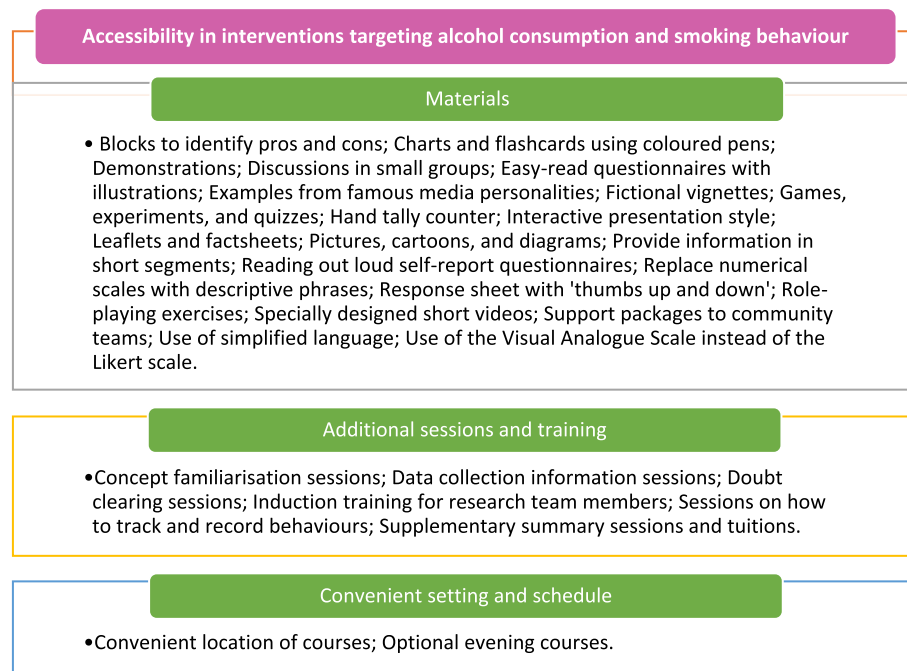 Accessibility in interventions targeting alcohol consumption and smoking behaviour
Materials
• Blocks to identify pros and cons; Charts and flashcards using coloured pens;
Demonstrations; Discussions in small groups; Easy-read questionnaires with
illustrations; Examples from famous media personalities; Fictional vignettes; Games,
experiments, and quizzes; Hand tally counter; Interactive presentation style;
Leaflets and factsheets; Pictures, cartoons, and diagrams; Provide information in
short segments; Reading out loud self-report questionnaires; Replace numerical
scales with descriptive phrases; Response sheet with 'thumbs up and down'; Role-
playing exercises; Specially designed short videos; Support packages to community
teams; Use of simplified language; Use of the Visual Analogue Scale instead of the
Likert scale.
Additional sessions and training
•Concept familiarisation sessions; Data collection information sessions; Doubt
clearing sessions; Induction training for research team members; Sessions on how
to track and record behaviours; Supplementary summary sessions and tuitions.
Convenient setting and schedule
•Convenient location of courses; Optional evening courses.